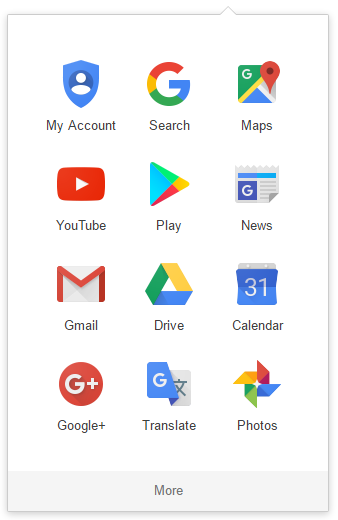 My Account Search Maps
YouTube Play G News
Gmail Drive 31 Calendar
G+ Google+ G 文 Translate Photos
More